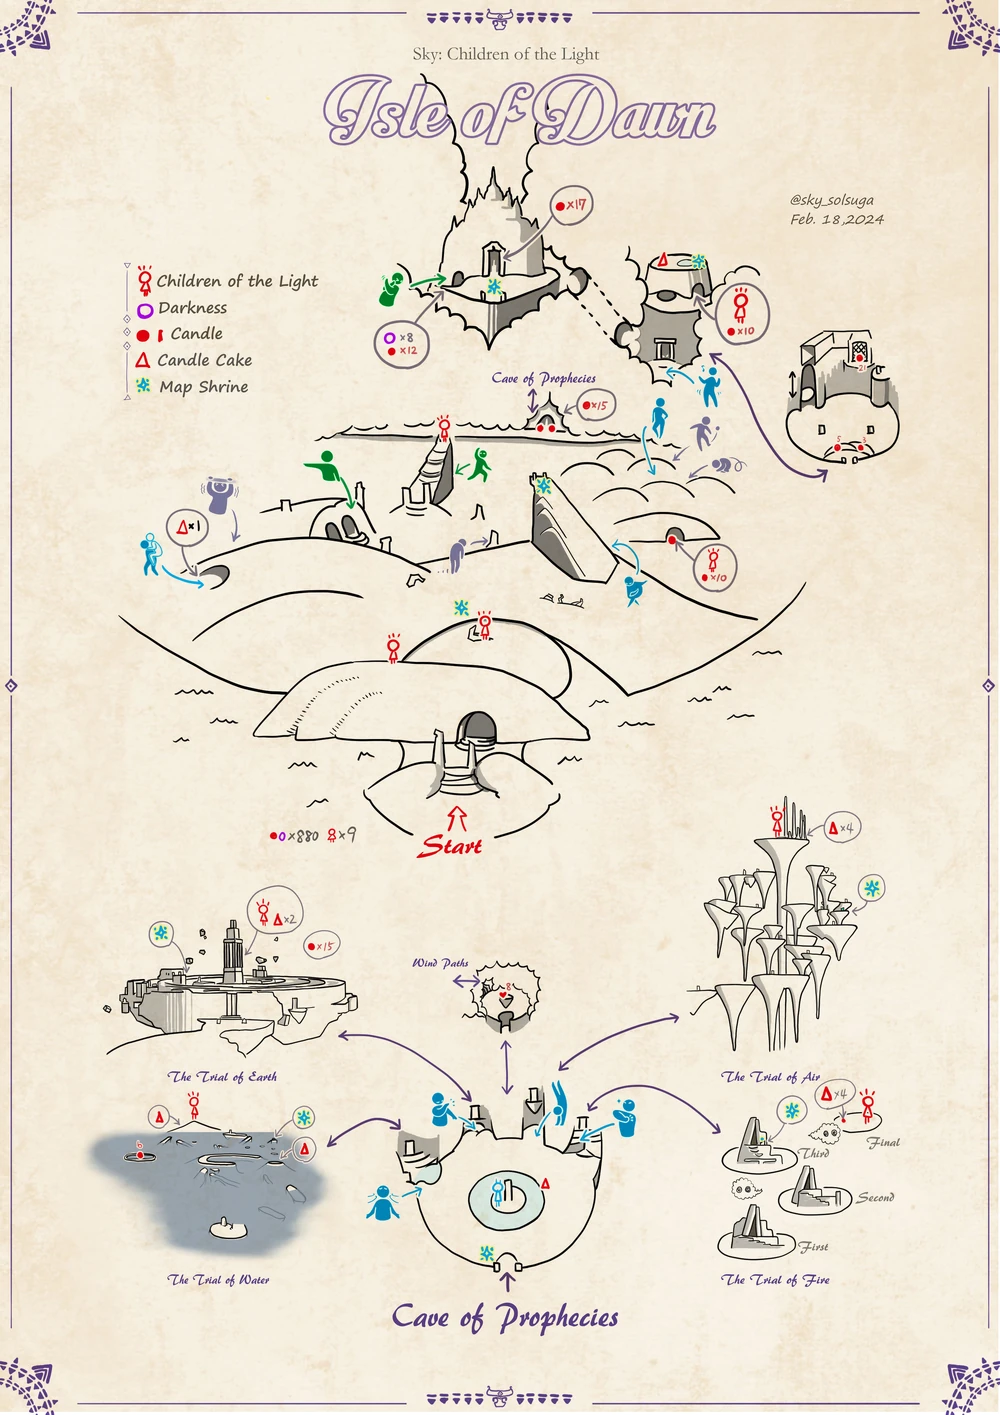 Sky: Children of the Light
Isle of Dawn
@sky_solsuga
Feb. 18,2024
×17
Children of the Light
Darkness
Candle
Candle Cake
Map Shrine
×8
×12
×10
21
5 3
Cave of Prophecies
×15
×1
×10
×880 ×9
Start
×4
×2
×15
Wind Paths
8
The Trial of Earth
The Trial of Air
×4
Final
Third
Second
First
6
The Trial of Water
The Trial of Fire
Cave of Prophecies